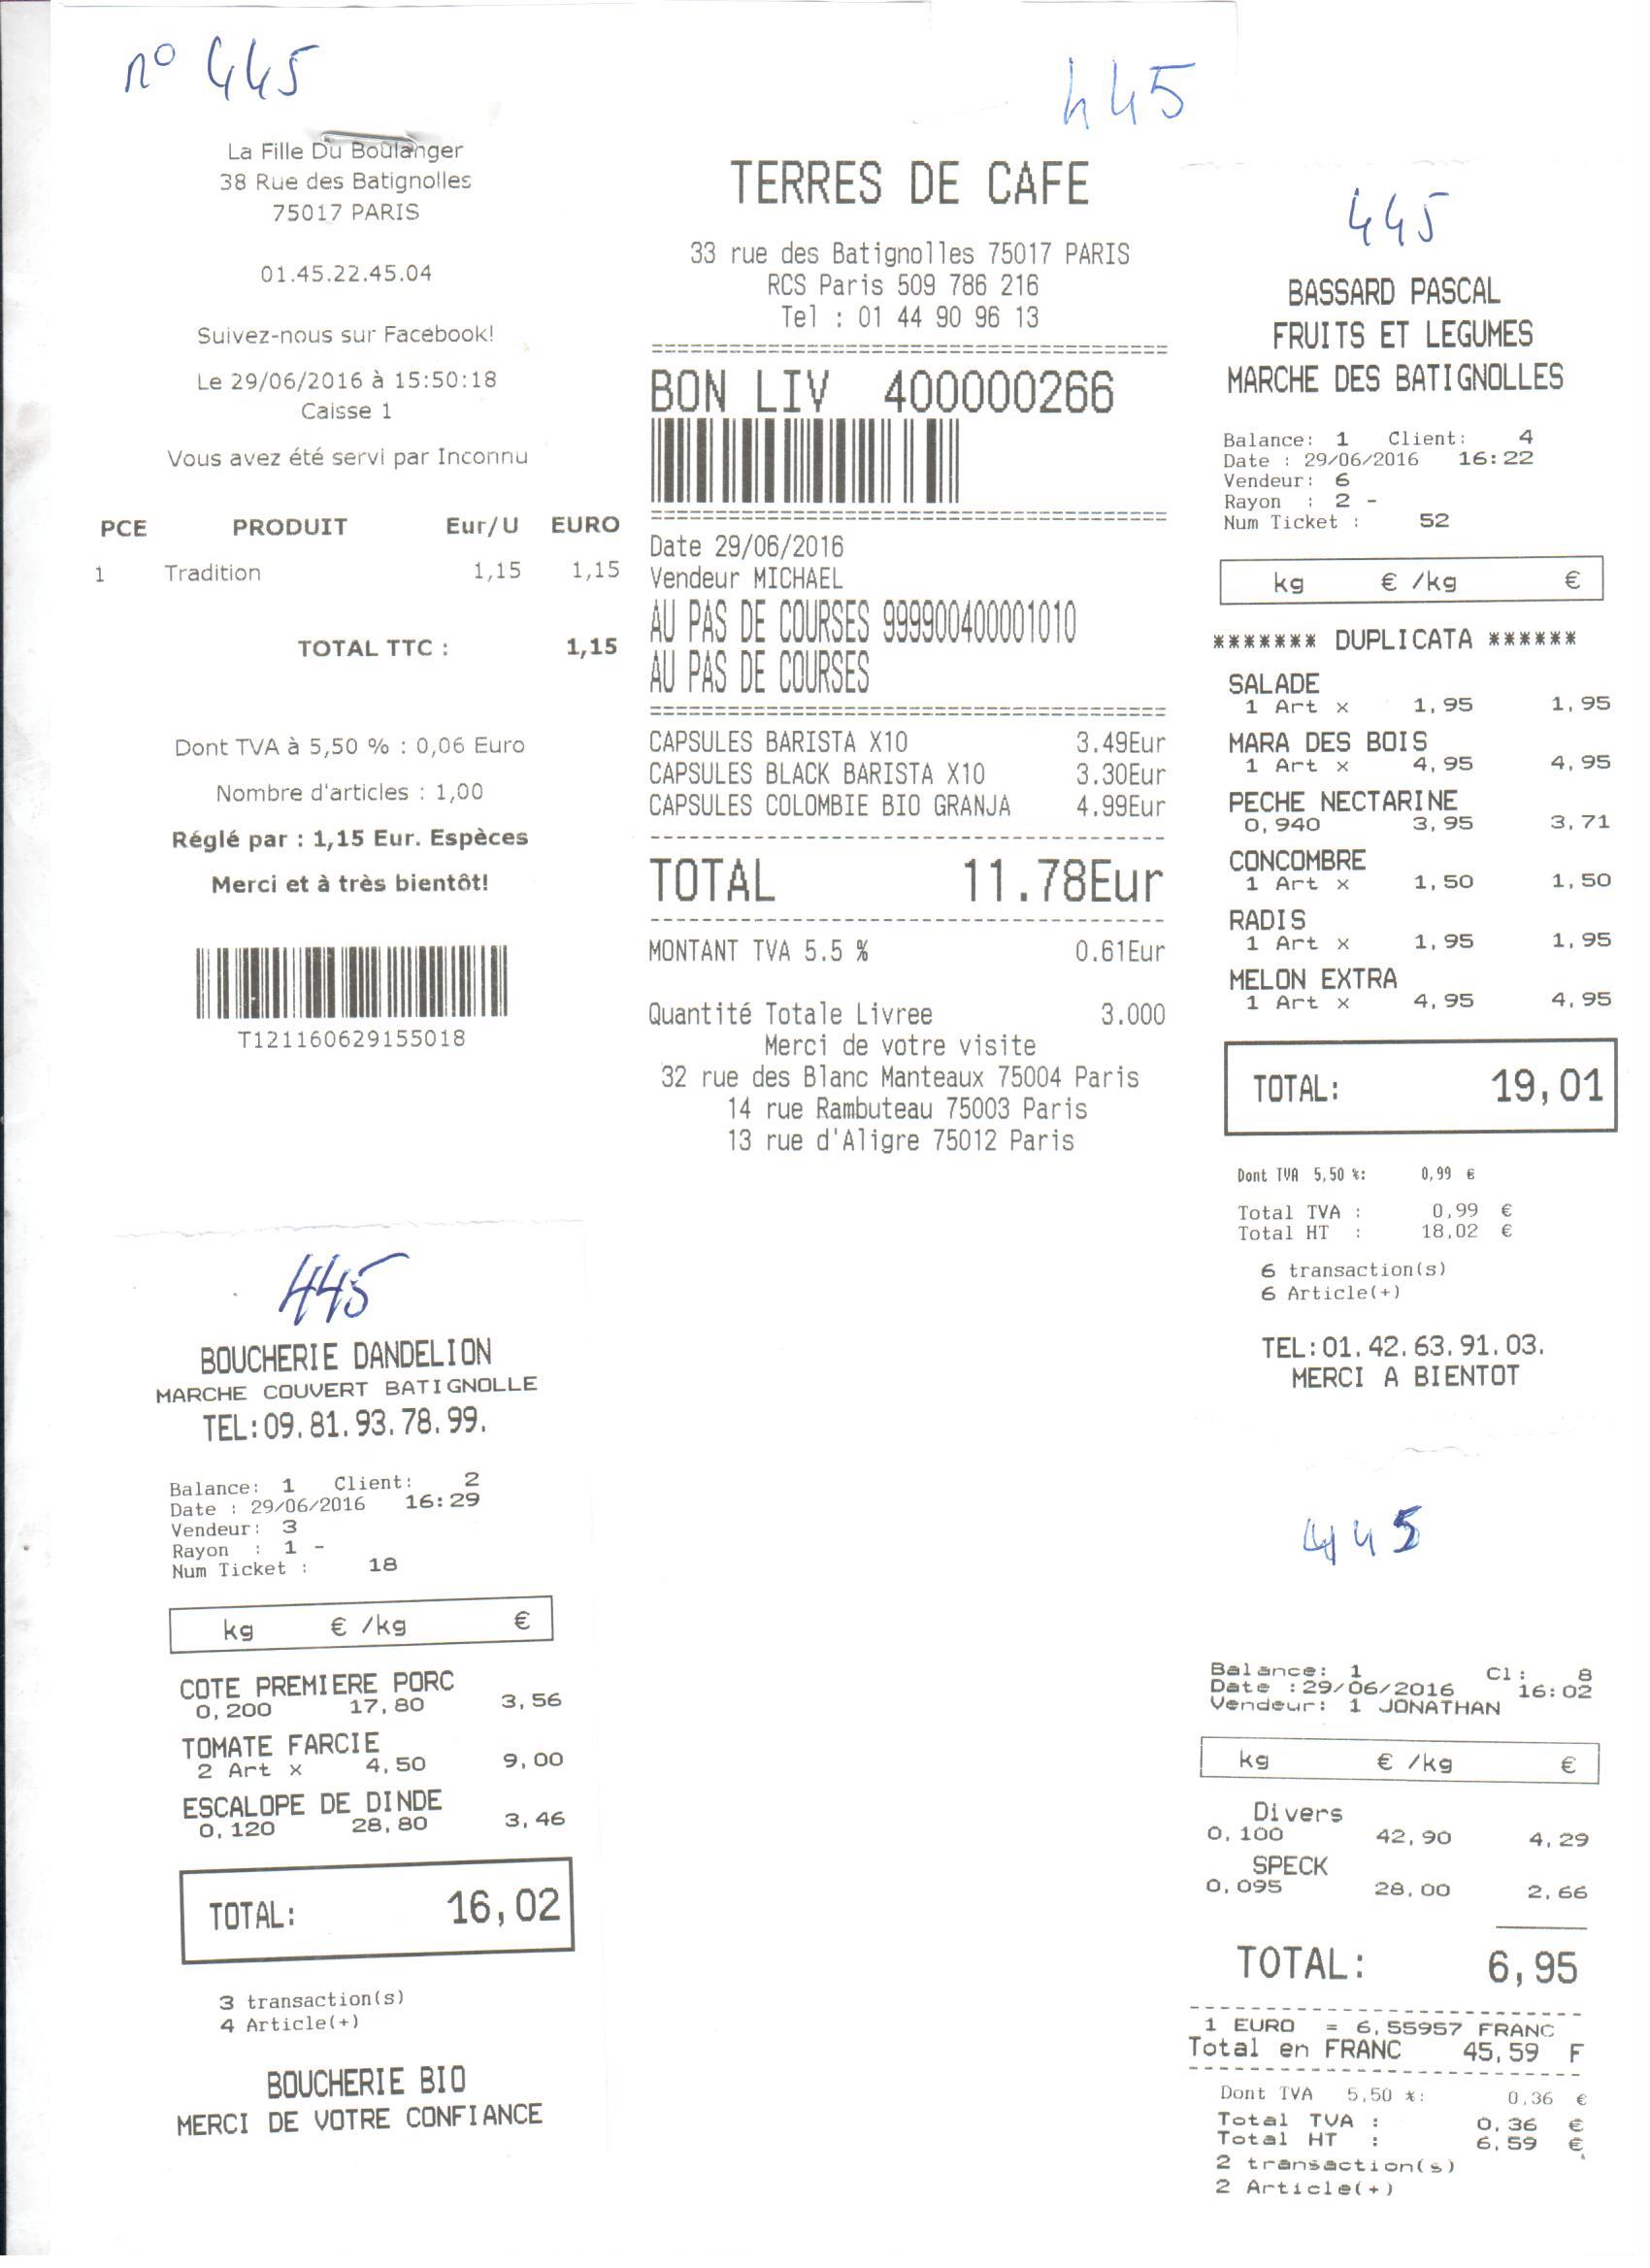 n° 445
La Fille Du Boulanger
38 Rue des Batignolles
75017 PARIS
01.45.22.45.04
Suivez-nous sur Facebook!
Le 29/06/2016 à 15:50:18
Caisse 1
Vous avez été servi par Inconnu
PCE PRODUIT Eur/U EURO
1 Tradition 1,15 1,15
TOTAL TTC : 1,15
Dont TVA à 5,50 % : 0,06 Euro
Nombre d'articles : 1,00
Réglé par : 1,15 Eur. Espèces
Merci et à très bientôt!
T121160629155018
445
TERRES DE CAFE
33 rue des Batignolles 75017 PARIS
RCS Paris 509 786 216
Tel : 01 44 90 96 13
================================================
BON LIV 400000266
================================================
Date 29/06/2016
Vendeur MICHAEL
AU PAS DE COURSES 999900400001010
AU PAS DE COURSES
================================================
CAPSULES BARISTA X10 3.49Eur
CAPSULES BLACK BARISTA X10 3.30Eur
CAPSULES COLOMBIE BIO GRANJA 4.99Eur
------------------------------------------------
TOTAL 11.78Eur
------------------------------------------------
MONTANT TVA 5.5 % 0.61Eur
Quantité Totale Livree 3.000
Merci de votre visite
32 rue des Blanc Manteaux 75004 Paris
14 rue Rambuteau 75003 Paris
13 rue d'Aligre 75012 Paris
445
BASSARD PASCAL
FRUITS ET LEGUMES
MARCHE DES BATIGNOLLES
Balance: 1 Client: 4
Date : 29/06/2016 16:22
Vendeur: 6
Rayon : 2 -
Num Ticket : 52
kg € /kg €
******* DUPLICATA ******
SALADE
1 Art x 1,95 1,95
MARA DES BOIS
1 Art x 4,95 4,95
PECHE NECTARINE
0,940 3,95 3,71
CONCOMBRE
1 Art x 1,50 1,50
RADIS
1 Art x 1,95 1,95
MELON EXTRA
1 Art x 4,95 4,95
TOTAL: 19,01
Dont TVA 5,50 %: 0,99 €
Total TVA : 0,99 €
Total HT : 18,02 €
6 transaction(s)
6 Article(+)
TEL:01.42.63.91.03.
MERCI A BIENTOT
445
BOUCHERIE DANDELION
MARCHE COUVERT BATIGNOLLE
TEL:09.81.93.78.99.
Balance: 1 Client: 2
Date : 29/06/2016 16:29
Vendeur: 3
Rayon : 1 -
Num Ticket : 18
kg € /kg €
COTE PREMIERE PORC
0,200 17,80 3,56
TOMATE FARCIE
2 Art x 4,50 9,00
ESCALOPE DE DINDE
0,120 28,80 3,46
TOTAL: 16,02
3 transaction(s)
4 Article(+)
BOUCHERIE BIO
MERCI DE VOTRE CONFIANCE
445
Balance: 1 Cl: 8
Date :29/06/2016 16:02
Vendeur: 1 JONATHAN
kg € /kg €
Divers
0,100 42,90 4,29
SPECK
0,095 28,00 2,66
TOTAL: 6,95
------------------------------
1 EURO = 6,55957 FRANC
Total en FRANC 45,59 F
------------------------------
Dont TVA 5,50 %: 0,36 €
Total TVA : 0,36 €
Total HT : 6,59 €
2 transaction(s)
2 Article(+)